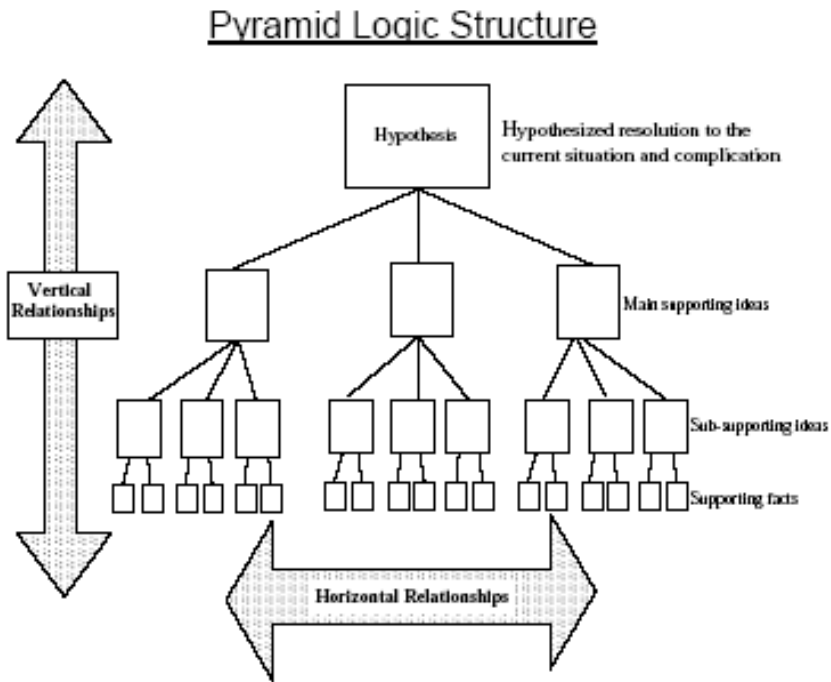 Pyramid Logic Structure
Hypothesis
Hypothesized resolution to the
current situation and complication
Vertical
Relationships
Main supporting ideas
Sub-supporting ideas
Supporting facts
Horizontal Relationships